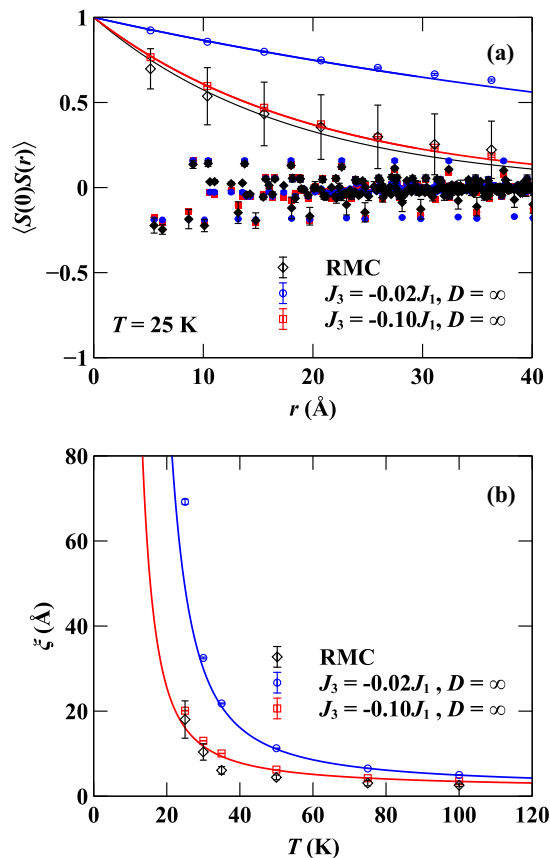 1
(a)
0.5
⟨S(0)S(r)⟩
0
-0.5
RMC
J₃ = -0.02J₁, D = ∞
J₃ = -0.10J₁, D = ∞
T = 25 K
-1
0 10 20 30 40
r (Å)
80
(b)
60
ξ (Å)
40
RMC
J₃ = -0.02J₁ , D = ∞
J₃ = -0.10J₁ , D = ∞
20
0
0 20 40 60 80 100 120
T (K)